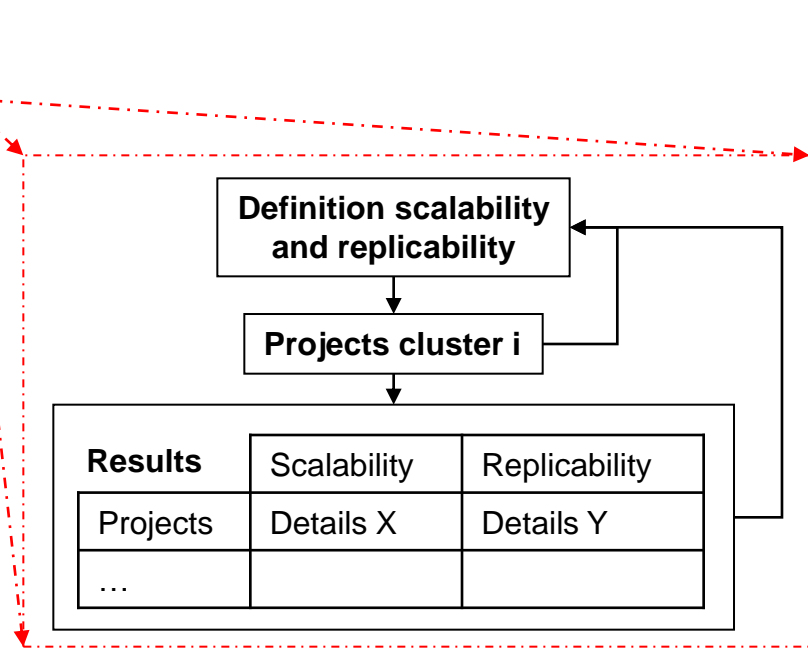 Definition scalability
and replicability
Projects cluster i
Results Scalability Replicability
Projects Details X Details Y
…